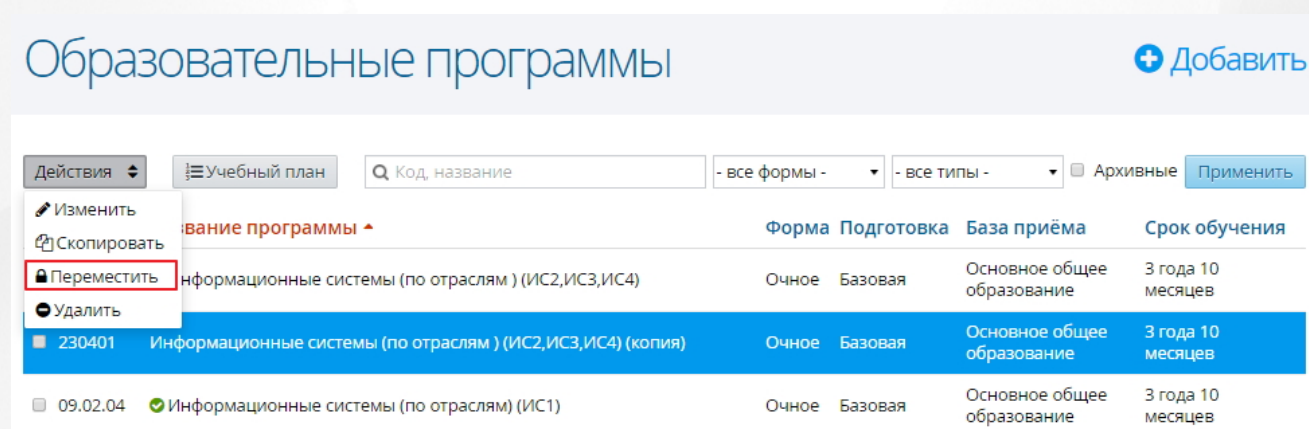 Образовательные программы
Добавить
Действия
Учебный план
Код, название
- все формы -
- все типы -
Архивные
Применить
Изменить
Скопировать
Переместить
Удалить
звание программы
Форма
Подготовка
База приёма
Срок обучения
нформационные системы (по отраслям ) (ИС2,ИС3,ИС4)
Очное
Базовая
Основное общее
образование
3 года 10
месяцев
230401
Информационные системы (по отраслям ) (ИС2,ИС3,ИС4) (копия)
Очное
Базовая
Основное общее
образование
3 года 10
месяцев
09.02.04
Информационные системы (по отраслям) (ИС1)
Очное
Базовая
Основное общее
образование
3 года 10
месяцев